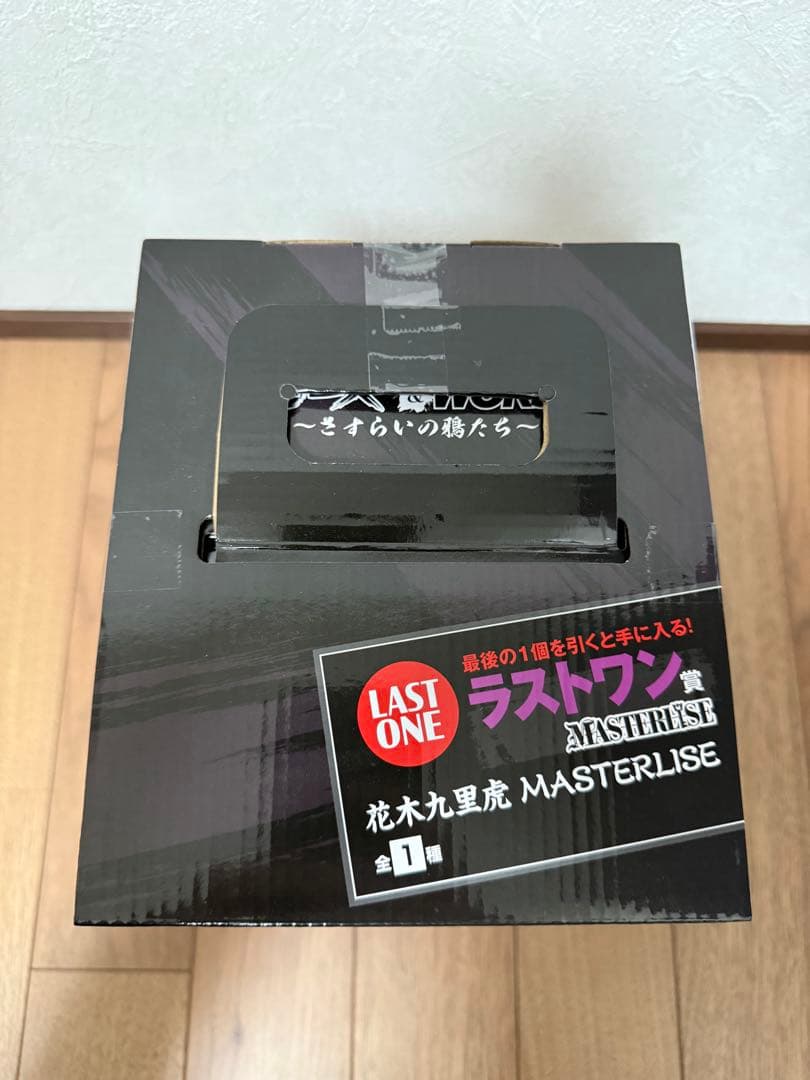 ～さすらいの鴉たち～
最後の1個を引くと手に入る!
LAST
ONE
ラストワン賞
MASTERLISE
花木九里虎 MASTERLISE
全1種